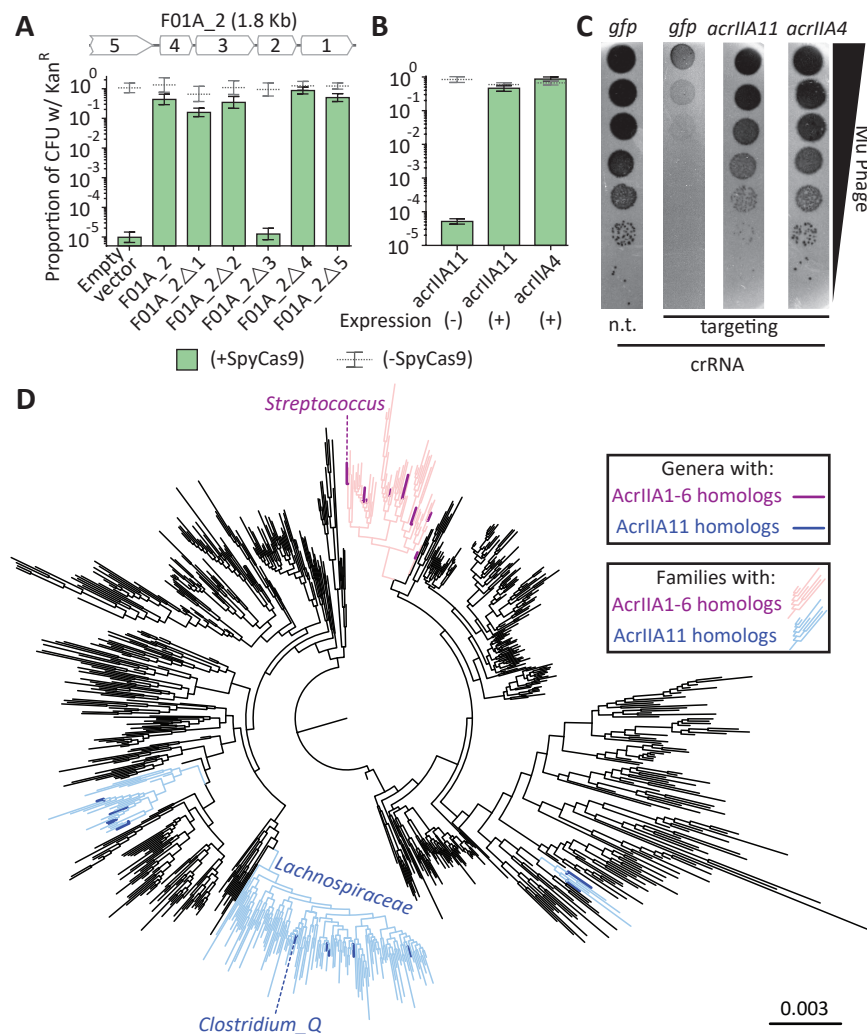 A
F01A_2 (1.8 Kb)
5 4 3 2 1
Proportion of CFU w/ Kan^R
10^0
10^-1
10^-2
10^-3
10^-4
10^-5
Empty vector
F01A_2
F01A_2△1
F01A_2△2
F01A_2△3
F01A_2△4
F01A_2△5
B
10^0
10^-1
10^-2
10^-3
10^-4
10^-5
acrIIA11
acrIIA11
acrIIA4
Expression (-) (+) (+)
(+SpyCas9) (-SpyCas9)
C
gfp gfp acrIIA11 acrIIA4
Mu Phage
n.t. targeting
crRNA
D
Streptococcus
Genera with:
AcrIIA1-6 homologs
AcrIIA11 homologs
Families with:
AcrIIA1-6 homologs
AcrIIA11 homologs
Lachnospiraceae
Clostridium_Q
0.003